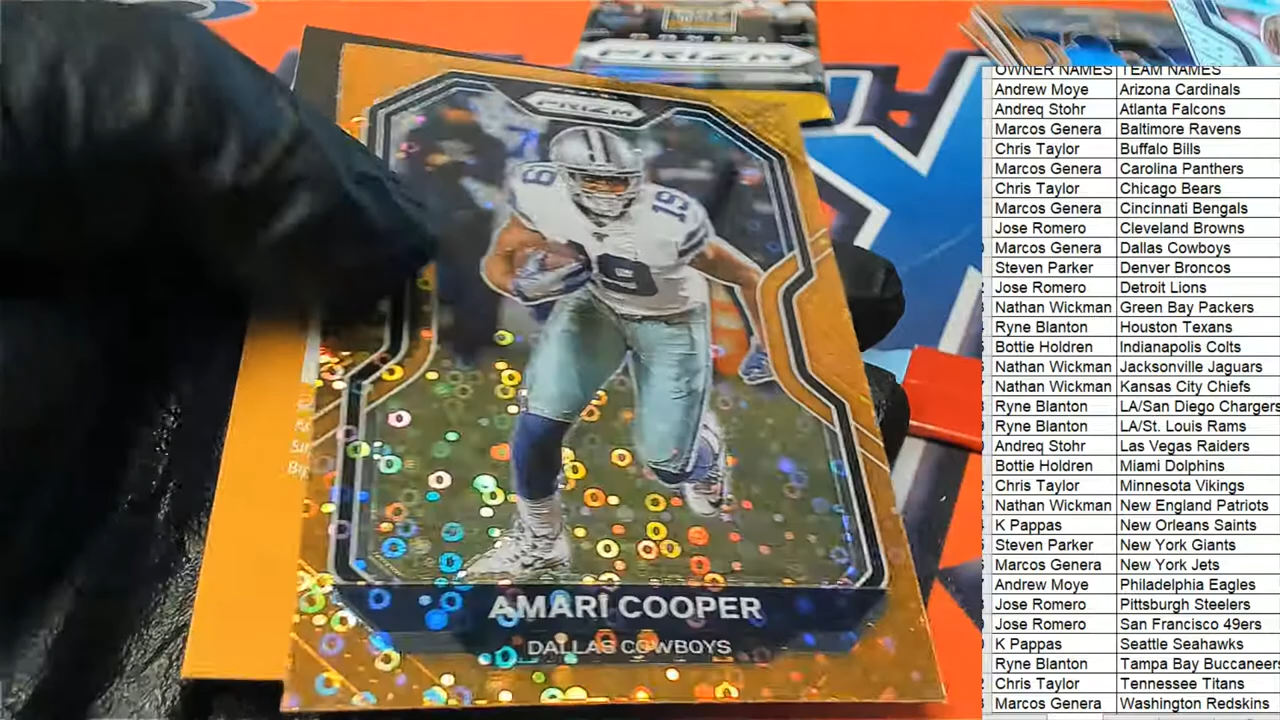 PRIZM
PRIZM
19
19
19
AMARI COOPER
DALLAS COWBOYS
OWNER NAMES TEAM NAMES
Andrew Moye Arizona Cardinals
Andreq Stohr Atlanta Falcons
Marcos Genera Baltimore Ravens
Chris Taylor Buffalo Bills
Marcos Genera Carolina Panthers
Chris Taylor Chicago Bears
Marcos Genera Cincinnati Bengals
Jose Romero Cleveland Browns
Marcos Genera Dallas Cowboys
Steven Parker Denver Broncos
Jose Romero Detroit Lions
Nathan Wickman Green Bay Packers
Ryne Blanton Houston Texans
Bottie Holdren Indianapolis Colts
Nathan Wickman Jacksonville Jaguars
Nathan Wickman Kansas City Chiefs
Ryne Blanton LA/San Diego Chargers
Ryne Blanton LA/St. Louis Rams
Andreq Stohr Las Vegas Raiders
Bottie Holdren Miami Dolphins
Chris Taylor Minnesota Vikings
Nathan Wickman New England Patriots
K Pappas New Orleans Saints
Steven Parker New York Giants
Marcos Genera New York Jets
Andrew Moye Philadelphia Eagles
Jose Romero Pittsburgh Steelers
Jose Romero San Francisco 49ers
K Pappas Seattle Seahawks
Ryne Blanton Tampa Bay Buccaneers
Chris Taylor Tennessee Titans
Marcos Genera Washington Redskins